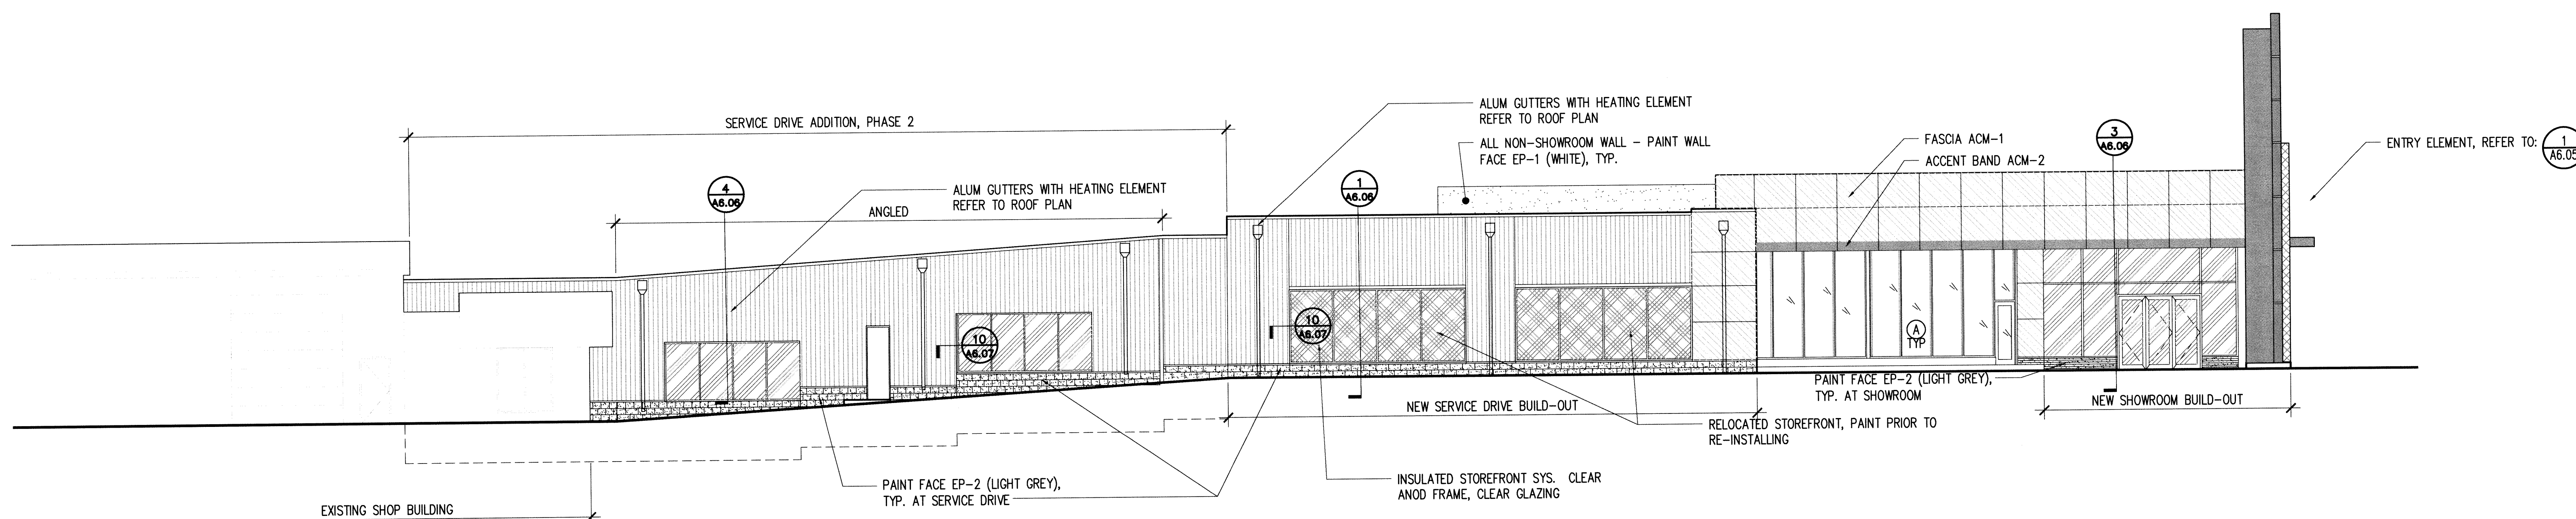 SERVICE DRIVE ADDITION, PHASE 2
ALUM GUTTERS WITH HEATING ELEMENT
REFER TO ROOF PLAN
ALL NON-SHOWROOM WALL - PAINT WALL
FACE EP-1 (WHITE), TYP.
FASCIA ACM-1
ACCENT BAND ACM-2
3
A6.06
ENTRY ELEMENT, REFER TO:
1
A6.05
4
A6.06
ALUM GUTTERS WITH HEATING ELEMENT
REFER TO ROOF PLAN
ANGLED
1
A6.06
10
A6.07
10
A6.07
A
TYP
PAINT FACE EP-2 (LIGHT GREY),
TYP. AT SHOWROOM
NEW SERVICE DRIVE BUILD-OUT
NEW SHOWROOM BUILD-OUT
RELOCATED STOREFRONT, PAINT PRIOR TO
RE-INSTALLING
INSULATED STOREFRONT SYS. CLEAR
ANOD FRAME, CLEAR GLAZING
PAINT FACE EP-2 (LIGHT GREY),
TYP. AT SERVICE DRIVE
EXISTING SHOP BUILDING